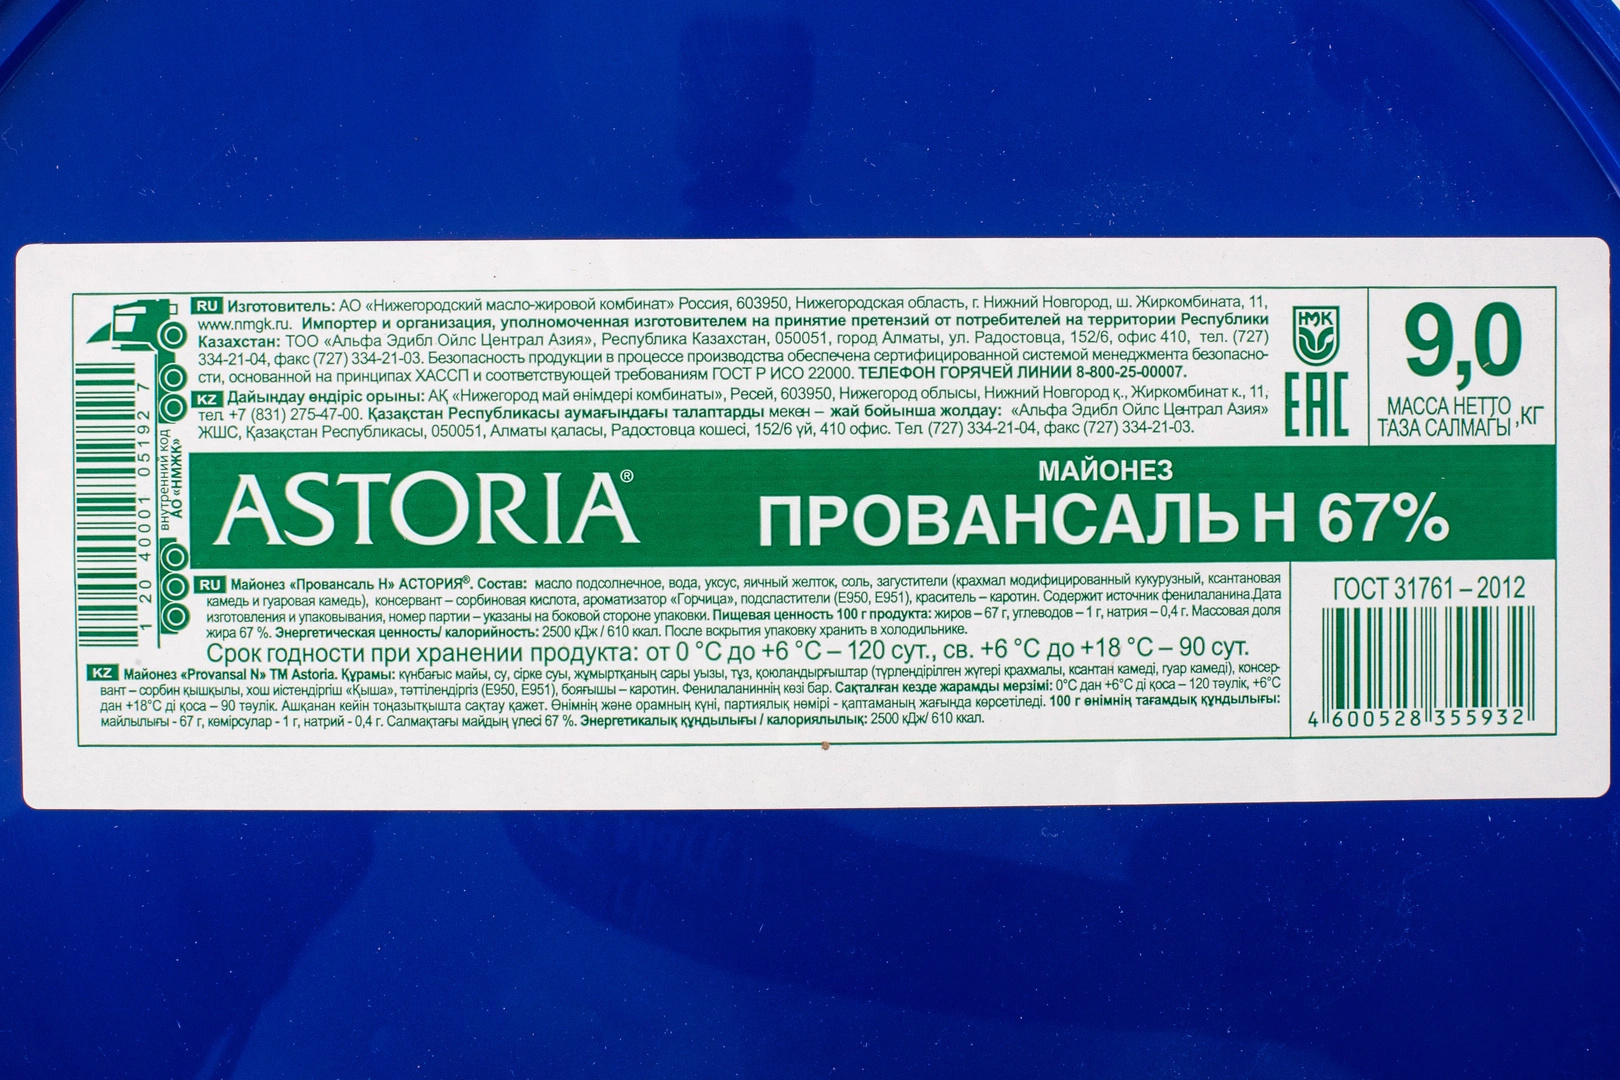 RU Изготовитель: АО «Нижегородский масло-жировой комбинат» Россия, 603950, Нижегородская область, г. Нижний Новгород, ш. Жиркомбината, 11,
www.nmgk.ru. Импортер и организация, уполномоченная изготовителем на принятие претензий от потребителей на территории Республики
Казахстан: ТОО «Альфа Эдибл Ойлс Централ Азия», Республика Казахстан, 050051, город Алматы, ул. Радостовца, 152/6, офис 410, тел. (727)
334-21-04, факс (727) 334-21-03. Безопасность продукции в процессе производства обеспечена сертифицированной системой менеджмента безопасно-
сти, основанной на принципах ХАССП и соответствующей требованиям ГОСТ Р ИСО 22000. ТЕЛЕФОН ГОРЯЧЕЙ ЛИНИИ 8-800-25-00007.
KZ Дайындау өндіріс орыны: АҚ «Нижегород май өнімдері комбинаты», Ресей, 603950, Нижегород облысы, Нижний Новгород қ., Жиркомбинат к., 11,
тел. +7 (831) 275-47-00. Қазақстан Республикасы аумағындағы талаптарды мекен – жай бойынша жолдау: «Альфа Эдибл Ойлс Централ Азия»
ЖШС, Қазақстан Республикасы, 050051, Алматы қаласы, Радостовца кошесі, 152/6 үй, 410 офис. Тел. (727) 334-21-04, факс (727) 334-21-03.
НМЖК
EAC
9,0
МАССА НЕТТО
ТАЗА САЛМАҒЫ ,КГ
1 20 40001 05192 7
внутренний код
АО «НМЖК»
ASTORIA®
МАЙОНЕЗ
ПРОВАНСАЛЬ Н 67%
RU Майонез «Провансаль Н» АСТОРИЯ®. Состав: масло подсолнечное, вода, уксус, яичный желток, соль, загустители (крахмал модифицированный кукурузный, ксантановая
камедь и гуаровая камедь), консервант – сорбиновая кислота, ароматизатор «Горчица», подсластители (Е950, Е951), краситель – каротин. Содержит источник фенилаланина.Дата
изготовления и упаковывания, номер партии – указаны на боковой стороне упаковки. Пищевая ценность 100 г продукта: жиров – 67 г, углеводов – 1 г, натрия – 0,4 г. Массовая доля
жира 67 %. Энергетическая ценность/ калорийность: 2500 кДж / 610 ккал. После вскрытия упаковку хранить в холодильнике.
Срок годности при хранении продукта: от 0 °С до +6 °С – 120 сут., св. +6 °С до +18 °С – 90 сут.
KZ Майонез «Provansal N» ТМ Astoria. Құрамы: күнбағыс майы, су, сірке суы, жұмыртқаның сары уызы, тұз, қоюландырғыштар (түрлендірілген жүгері крахмалы, ксантан камеді, гуар камеді), консер-
вант – сорбин қышқылы, хош иістендіргіш «Қыша», тәттілендіргіз (Е950, Е951), бояғышы – каротин. Фенилаланиннің көзі бар. Сақталған кезде жарамды мерзімі: 0°С дан +6°С ді қоса – 120 тәулік, +6°С
дан +18°С ді қоса – 90 тәулік. Ашқанан кейін тоңазытқышта сақтау қажет. Өнімнің және орамның күні, партиялық немірі - қаптаманың жағында көрсетіледі. 100 г өнімнің тағамдық құндылығы:
майлылығы - 67 г, көмірсулар - 1 г, натрий - 0,4 г. Салмақтағы майдың үлесі 67 %. Энергетикалық құндылығы / калориялылық: 2500 кДж/ 610 ккал.
ГОСТ 31761 – 2012
4 600528 355932